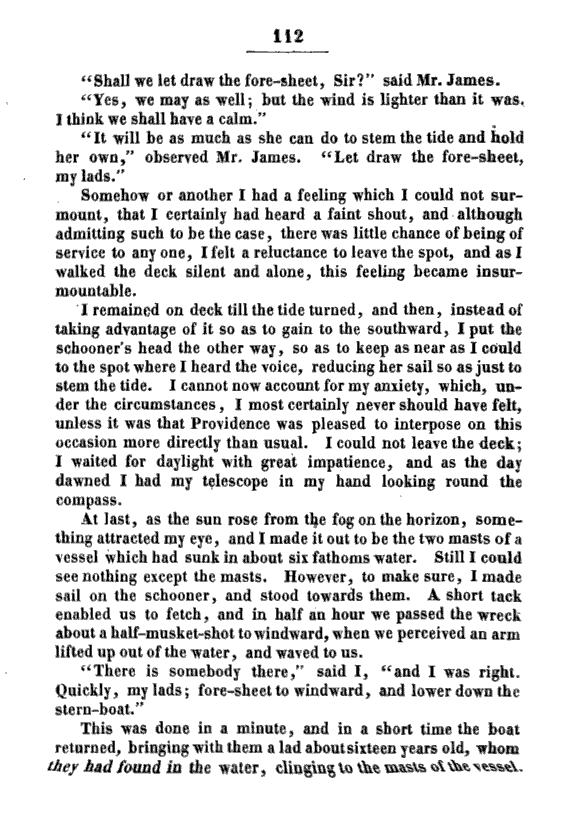 112
“Shall we let draw the fore-sheet, Sir?” said Mr. James.
“Yes, we may as well; but the wind is lighter than it was.
I think we shall have a calm.”
“It will be as much as she can do to stem the tide and hold
her own,” observed Mr. James. “Let draw the fore-sheet,
my lads.”
Somehow or another I had a feeling which I could not sur-
mount, that I certainly had heard a faint shout, and although
admitting such to be the case, there was little chance of being of
service to any one, I felt a reluctance to leave the spot, and as I
walked the deck silent and alone, this feeling became insur-
mountable.
I remained on deck till the tide turned, and then, instead of
taking advantage of it so as to gain to the southward, I put the
schooner’s head the other way, so as to keep as near as I could
to the spot where I heard the voice, reducing her sail so as just to
stem the tide. I cannot now account for my anxiety, which, un-
der the circumstances, I most certainly never should have felt,
unless it was that Providence was pleased to interpose on this
occasion more directly than usual. I could not leave the deck;
I waited for daylight with great impatience, and as the day
dawned I had my telescope in my hand looking round the
compass.
At last, as the sun rose from the fog on the horizon, some-
thing attracted my eye, and I made it out to be the two masts of a
vessel which had sunk in about six fathoms water. Still I could
see nothing except the masts. However, to make sure, I made
sail on the schooner, and stood towards them. A short tack
enabled us to fetch, and in half an hour we passed the wreck
about a half-musket-shot to windward, when we perceived an arm
lifted up out of the water, and waved to us.
“There is somebody there,” said I, “and I was right.
Quickly, my lads; fore-sheet to windward, and lower down the
stern-boat.”
This was done in a minute, and in a short time the boat
returned, bringing with them a lad about sixteen years old, whom
they had found in the water, clinging to the masts of the vessel.